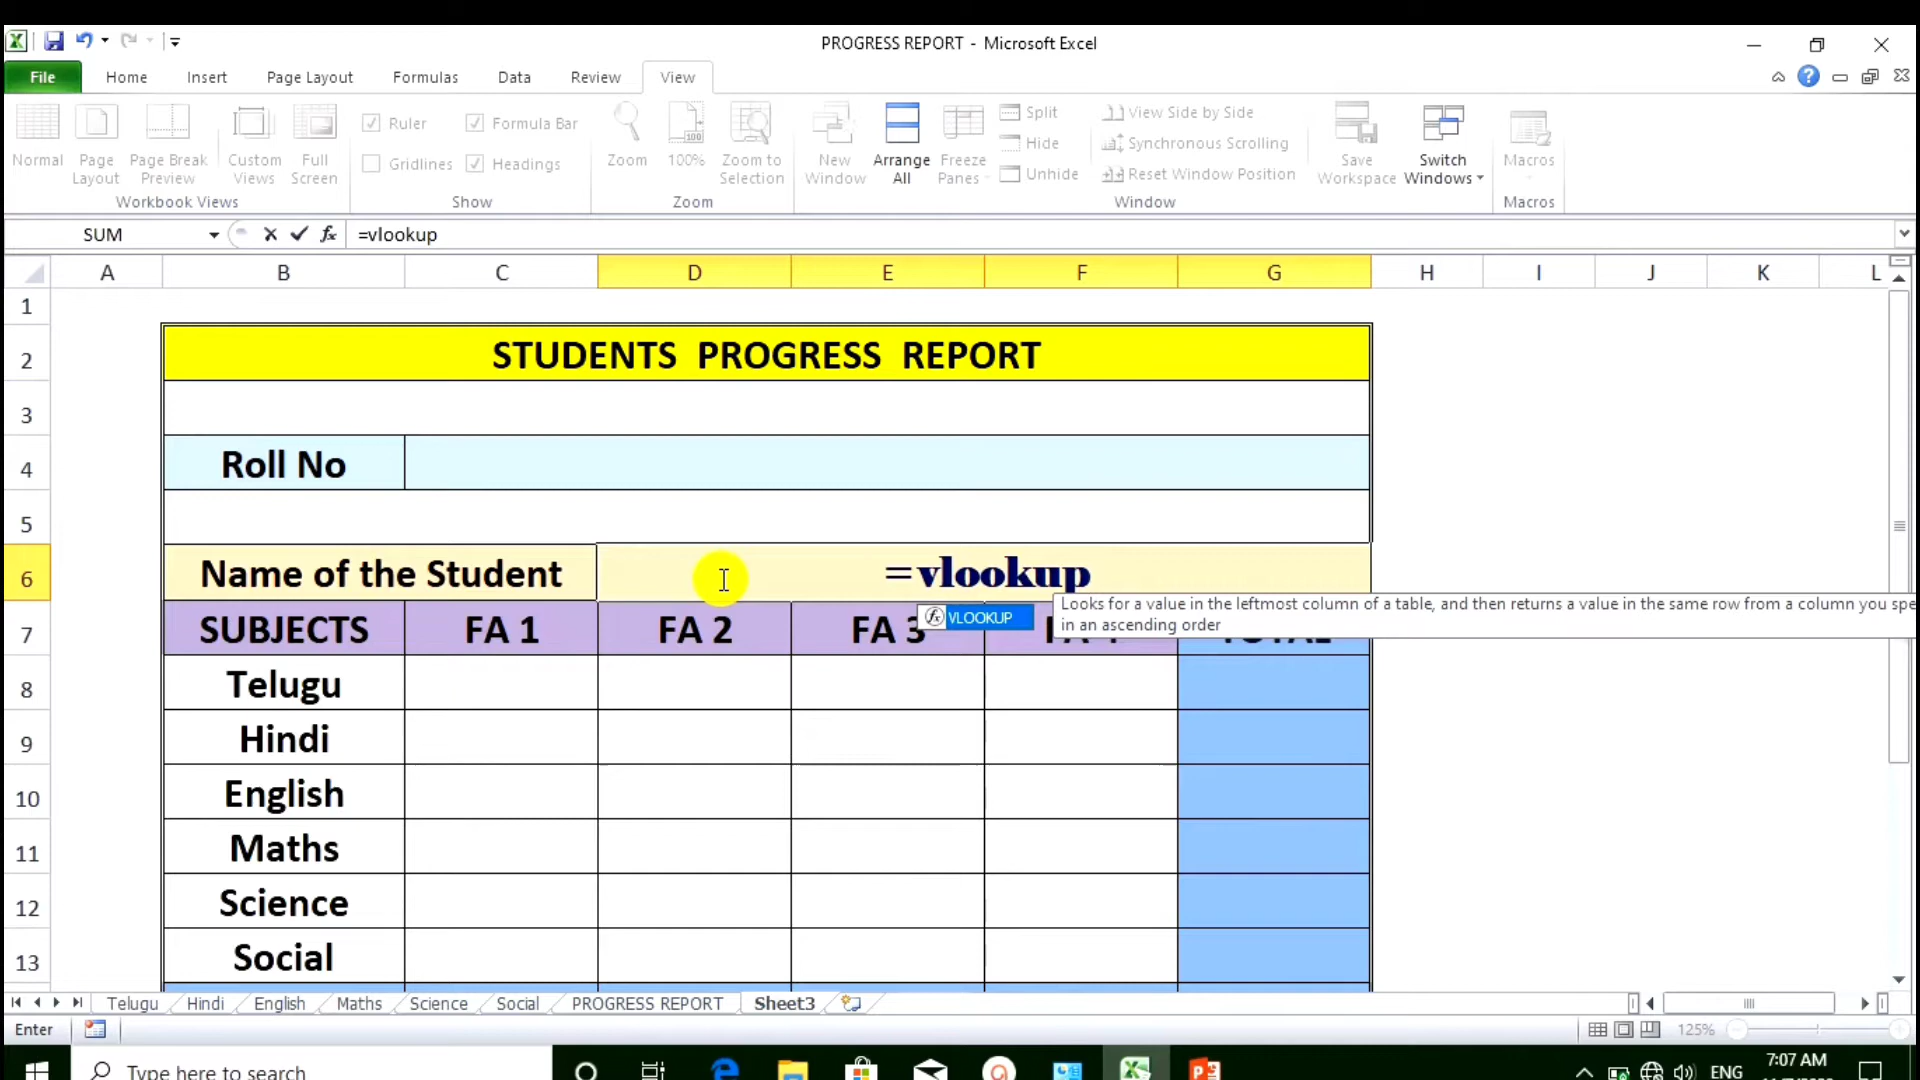 PROGRESS REPORT - Microsoft Excel
File Home Insert Page Layout Formulas Data Review View
Normal Page Layout Page Break Preview Custom Views Full Screen
Workbook Views
Ruler Formula Bar
Gridlines Headings
Show
Zoom 100% Zoom to Selection
Zoom
New Window Arrange All Freeze Panes
Split
Hide
Unhide
View Side by Side
Synchronous Scrolling
Reset Window Position
Window
Save Workspace Switch Windows
Macros
Macros
SUM =vlookup
A B C D E F G H I J K L
1
2 STUDENTS PROGRESS REPORT
3
4 Roll No
5
6 Name of the Student =vlookup
VLOOKUP Looks for a value in the leftmost column of a table, and then returns a value in the same row from a column you spe
in an ascending order
7 SUBJECTS FA 1 FA 2 FA 3
8 Telugu
9 Hindi
10 English
11 Maths
12 Science
13 Social
Telugu Hindi English Maths Science Social PROGRESS REPORT Sheet3
Enter 125%
Type here to search ENG 7:07 AM